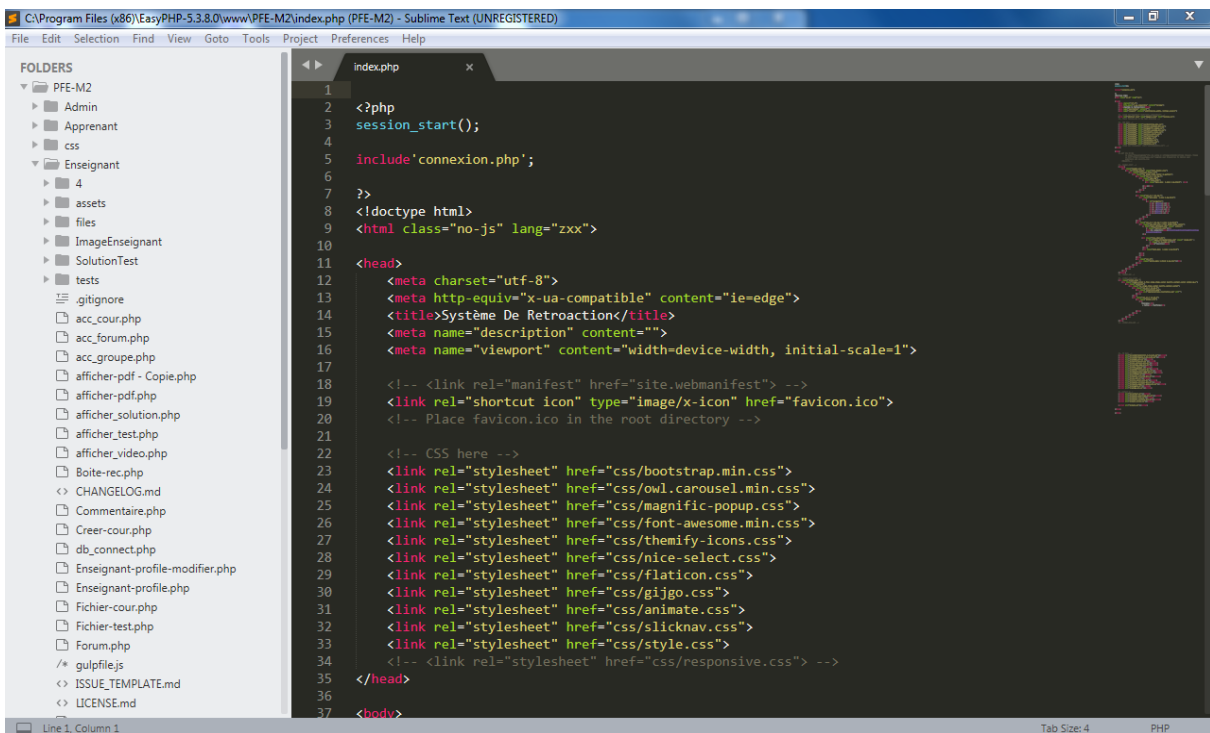 C:\Program Files (x86)\EasyPHP-5.3.8.0\www\PFE-M2\index.php (PFE-M2) - Sublime Text (UNREGISTERED)
File Edit Selection Find View Goto Tools Project Preferences Help
FOLDERS
PFE-M2
Admin
Apprenant
css
Enseignant
4
assets
files
ImageEnseignant
SolutionTest
tests
.gitignore
acc_cour.php
acc_forum.php
acc_groupe.php
afficher-pdf - Copie.php
afficher-pdf.php
afficher_solution.php
afficher_test.php
afficher_video.php
Boite-rec.php
<> CHANGELOG.md
Commentaire.php
Creer-cour.php
db_connect.php
Enseignant-profile-modifier.php
Enseignant-profile.php
Fichier-cour.php
Fichier-test.php
Forum.php
/* gulpfile.js
<> ISSUE_TEMPLATE.md
<> LICENSE.md
index.php ×
1
2 <?php
3 session_start();
4
5 include'connexion.php';
6
7 ?>
8 <!doctype html>
9 <html class="no-js" lang="zxx">
10
11 <head>
12     <meta charset="utf-8">
13     <meta http-equiv="x-ua-compatible" content="ie=edge">
14     <title>Système De Retroaction</title>
15     <meta name="description" content="">
16     <meta name="viewport" content="width=device-width, initial-scale=1">
17
18     <!-- <link rel="manifest" href="site.webmanifest"> -->
19     <link rel="shortcut icon" type="image/x-icon" href="favicon.ico">
20     <!-- Place favicon.ico in the root directory -->
21
22     <!-- CSS here -->
23     <link rel="stylesheet" href="css/bootstrap.min.css">
24     <link rel="stylesheet" href="css/owl.carousel.min.css">
25     <link rel="stylesheet" href="css/magnific-popup.css">
26     <link rel="stylesheet" href="css/font-awesome.min.css">
27     <link rel="stylesheet" href="css/themify-icons.css">
28     <link rel="stylesheet" href="css/nice-select.css">
29     <link rel="stylesheet" href="css/flaticon.css">
30     <link rel="stylesheet" href="css/gijgo.css">
31     <link rel="stylesheet" href="css/animate.css">
32     <link rel="stylesheet" href="css/slicknav.css">
33     <link rel="stylesheet" href="css/style.css">
34     <!-- <link rel="stylesheet" href="css/responsive.css"> -->
35 </head>
36
37 <body>
Line 1, Column 1
Tab Size: 4 PHP